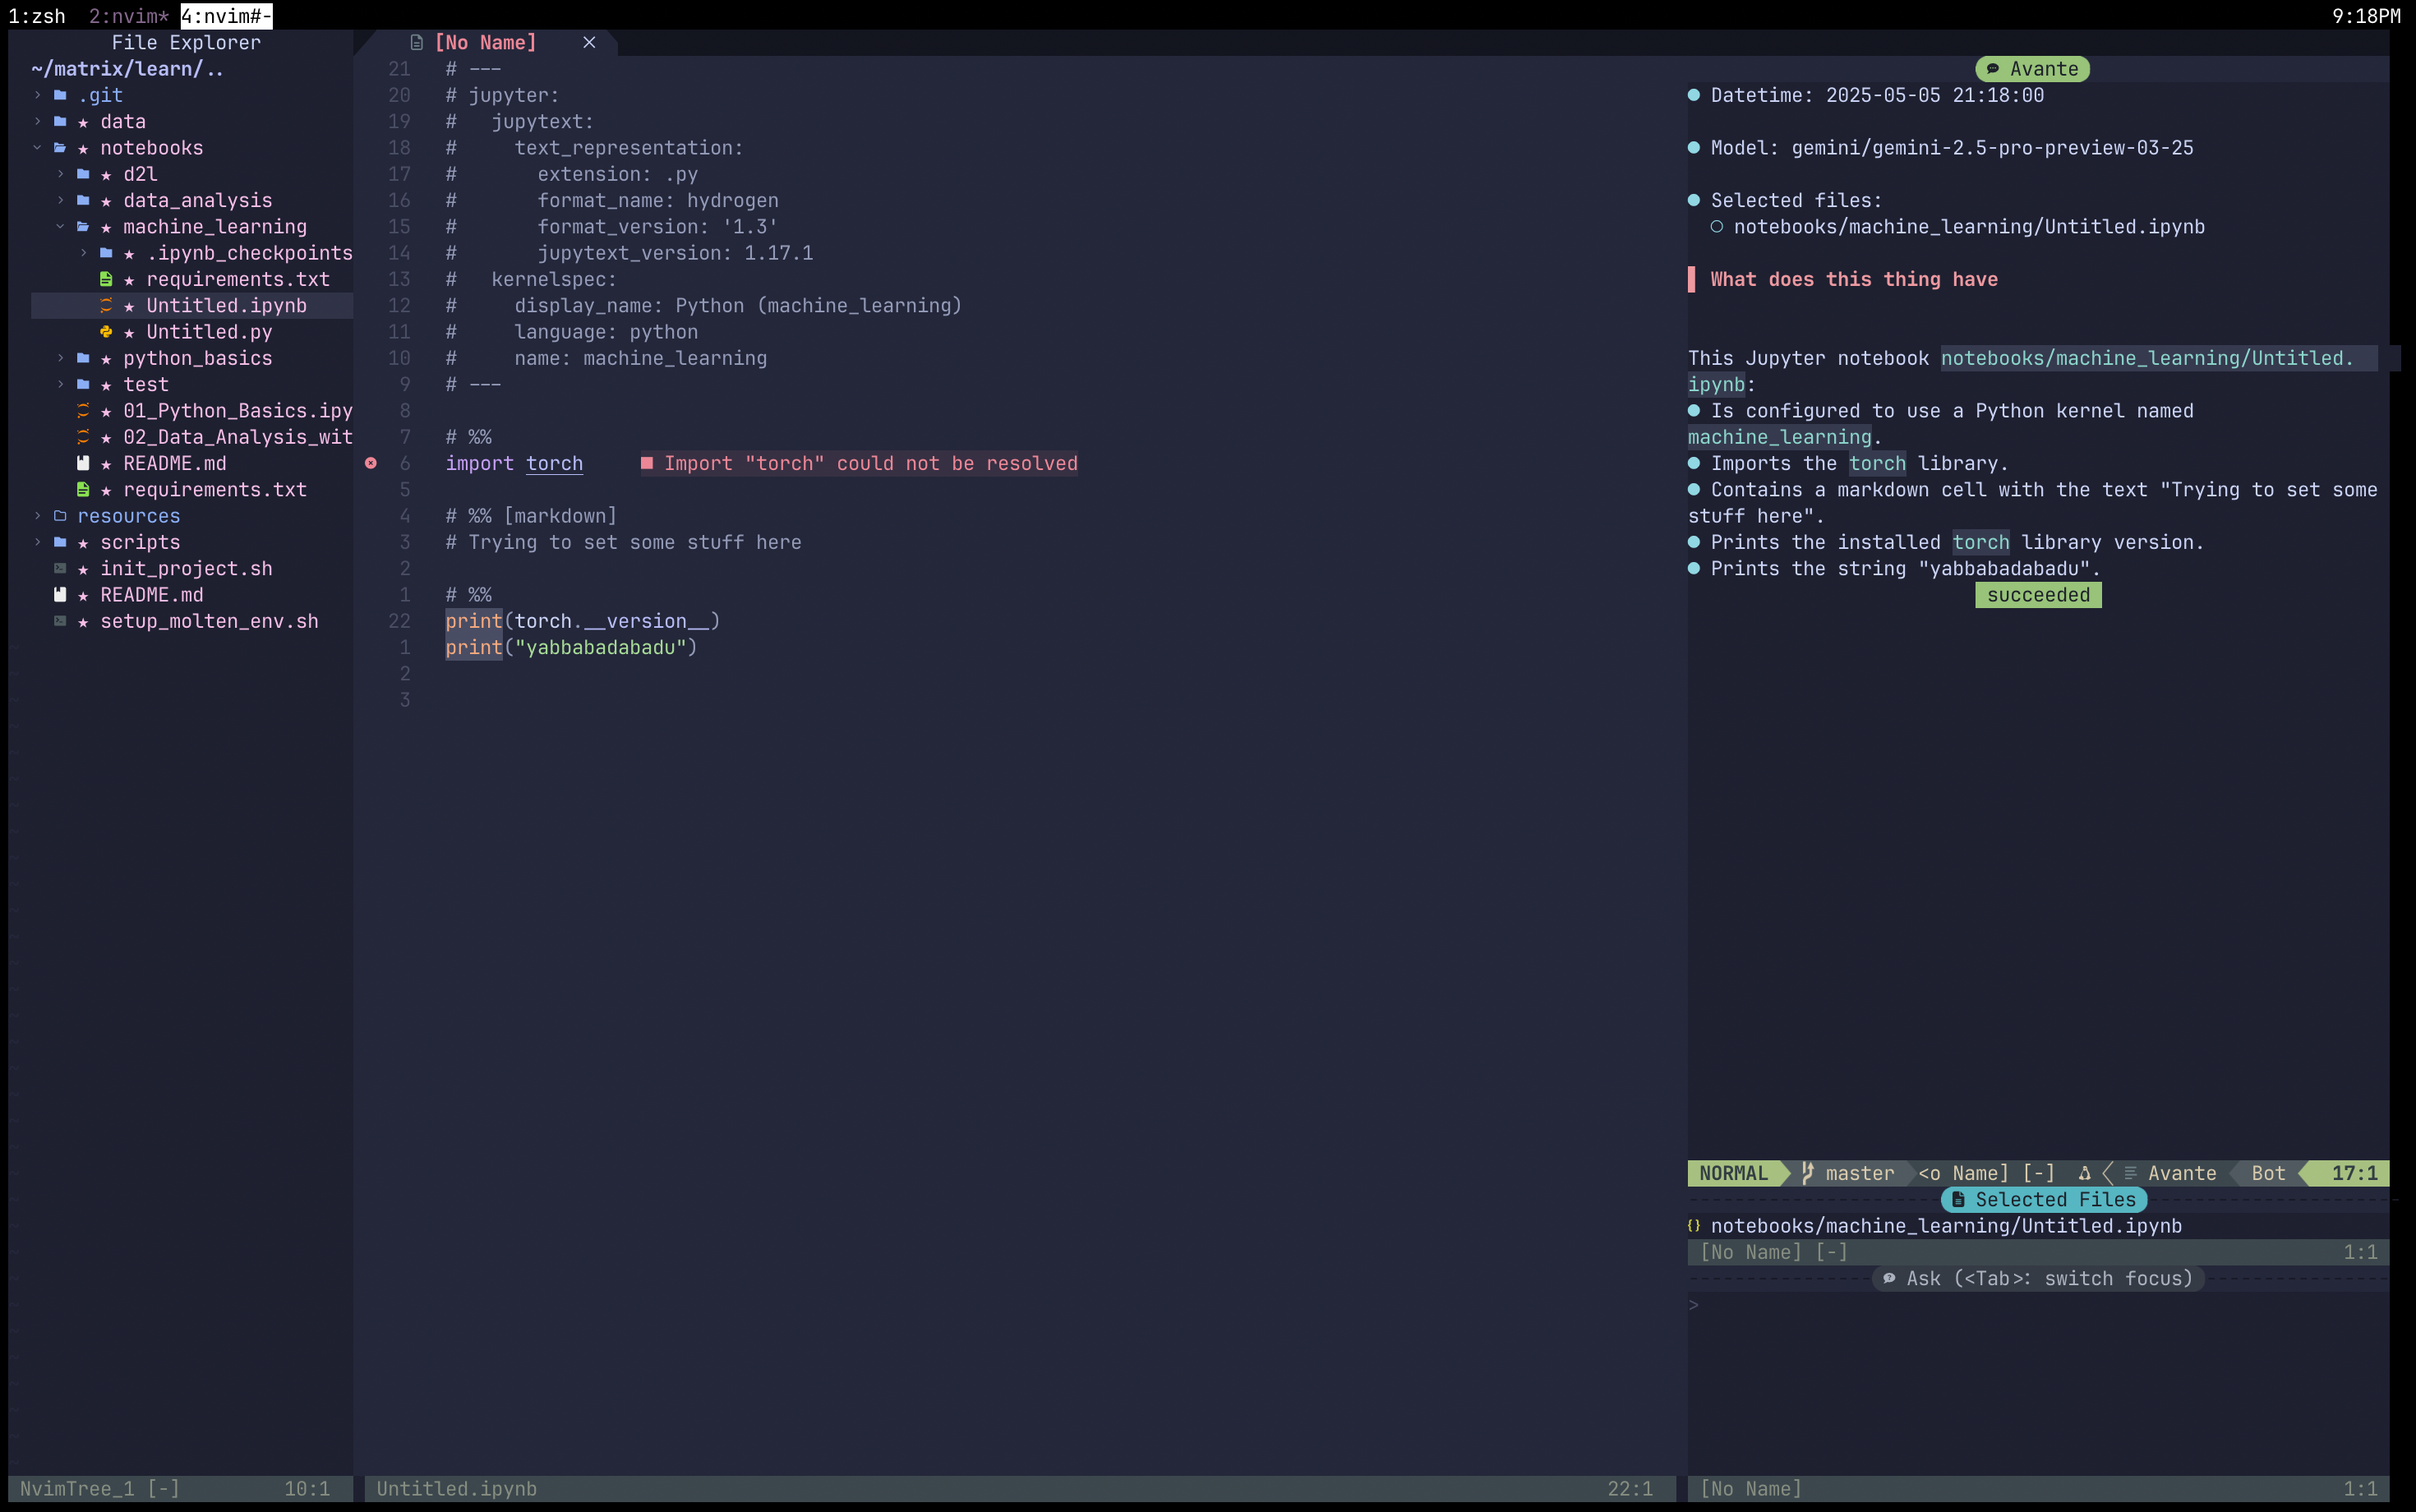 1:zsh  2:nvim* 4:nvim#-
9:18PM
File Explorer
~/matrix/learn/..
.git
★ data
★ notebooks
★ d2l
★ data_analysis
★ machine_learning
★ .ipynb_checkpoints
★ requirements.txt
★ Untitled.ipynb
★ Untitled.py
★ python_basics
★ test
★ 01_Python_Basics.ipy
★ 02_Data_Analysis_wit
★ README.md
★ requirements.txt
resources
★ scripts
★ init_project.sh
★ README.md
★ setup_molten_env.sh
NvimTree_1 [-]  10:1
[No Name]
21 # ---
20 # jupyter:
19 #   jupytext:
18 #     text_representation:
17 #       extension: .py
16 #       format_name: hydrogen
15 #       format_version: '1.3'
14 #       jupytext_version: 1.17.1
13 #   kernelspec:
12 #     display_name: Python (machine_learning)
11 #     language: python
10 #     name: machine_learning
9 # ---
8
7 # %%
6 import torch     ■ Import "torch" could not be resolved
5
4 # %% [markdown]
3 # Trying to set some stuff here
2
1 # %%
22 print(torch.__version__)
1 print("yabbabadabadu")
2
3
Untitled.ipynb  22:1
Avante
● Datetime: 2025-05-05 21:18:00
● Model: gemini/gemini-2.5-pro-preview-03-25
● Selected files:
○ notebooks/machine_learning/Untitled.ipynb
What does this thing have
This Jupyter notebook notebooks/machine_learning/Untitled.
ipynb:
● Is configured to use a Python kernel named
machine_learning.
● Imports the torch library.
● Contains a markdown cell with the text "Trying to set some
stuff here".
● Prints the installed torch library version.
● Prints the string "yabbabadabadu".
succeeded
NORMAL master <o Name] [-] Avante Bot 17:1
Selected Files
{} notebooks/machine_learning/Untitled.ipynb
[No Name] [-]  1:1
Ask (<Tab>: switch focus)
>
[No Name]  1:1